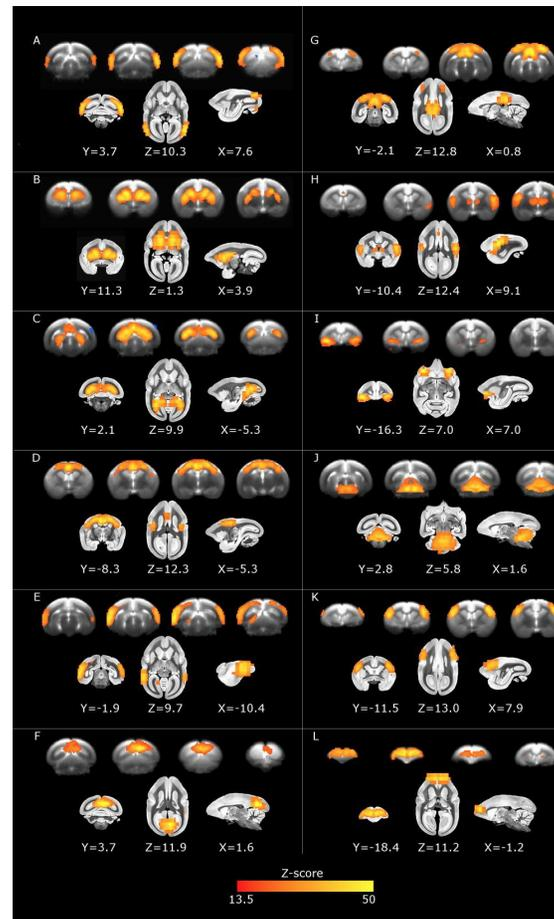 A
Y=3.7 Z=10.3 X=7.6
B
Y=11.3 Z=1.3 X=3.9
C
Y=2.1 Z=9.9 X=-5.3
D
Y=-8.3 Z=12.3 X=-5.3
E
Y=-1.9 Z=9.7 X=-10.4
F
Y=3.7 Z=11.9 X=1.6
G
Y=-2.1 Z=12.8 X=0.8
H
Y=-10.4 Z=12.4 X=9.1
I
Y=-16.3 Z=7.0 X=7.0
J
Y=2.8 Z=5.8 X=1.6
K
Y=-11.5 Z=13.0 X=7.9
L
Y=-18.4 Z=11.2 X=-1.2
Z-score
13.5 50